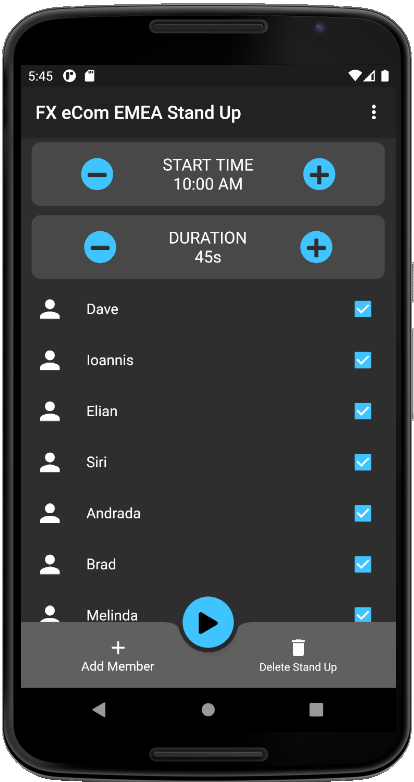 5:45
FX eCom EMEA Stand Up
START TIME
10:00 AM
DURATION
45s
Dave
Ioannis
Elian
Siri
Andrada
Brad
Melinda
Add Member
Delete Stand Up